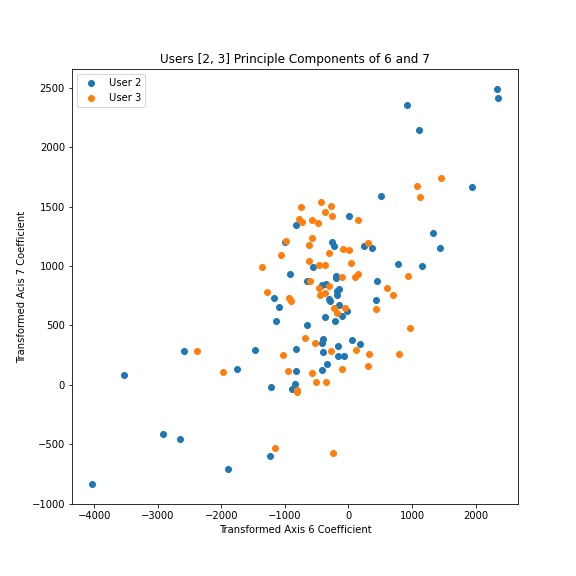 Users [2, 3] Principle Components of 6 and 7
User 2
User 3
2500
2000
1500
1000
500
0
−500
−1000
Transformed Acis 7 Coefficient
−4000 −3000 −2000 −1000 0 1000 2000
Transformed Axis 6 Coefficient